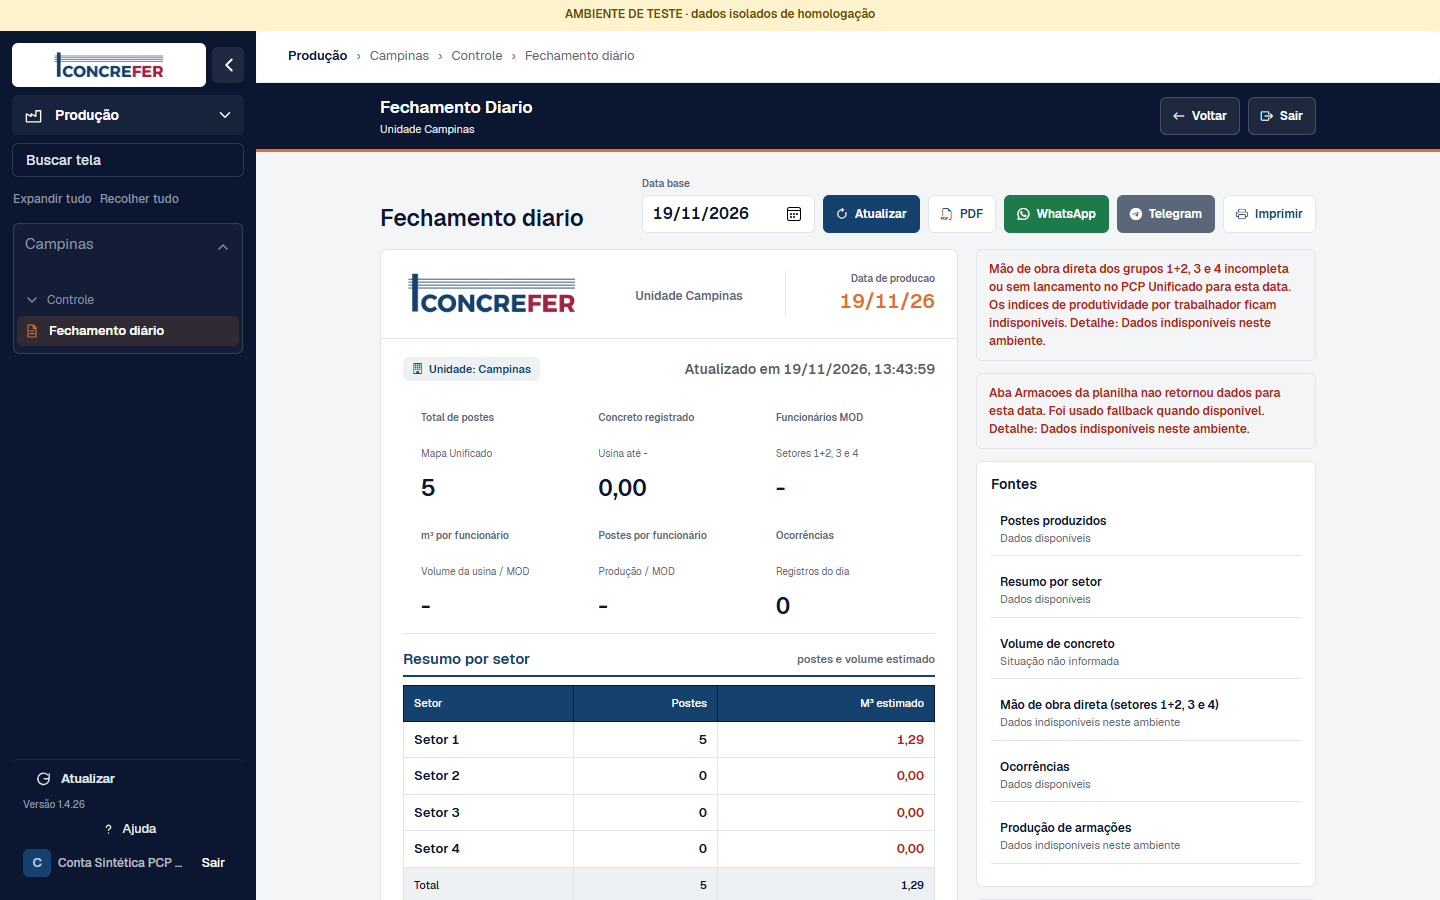 AMBIENTE DE TESTE · dados isolados de homologação
CONCREFER
Produção
Buscar tela
Expandir tudo Recolher tudo
Campinas
Controle
Fechamento diário
Atualizar
Versão 1.4.26
? Ajuda
C Conta Sintética PCP ... Sair
Produção › Campinas › Controle › Fechamento diário
Fechamento Diario
Unidade Campinas
Voltar
Sair
Fechamento diario
Data base
19/11/2026
Atualizar
PDF
WhatsApp
Telegram
Imprimir
CONCREFER
Unidade Campinas
Data de producao
19/11/26
Unidade: Campinas
Atualizado em 19/11/2026, 13:43:59
Total de postes
Mapa Unificado
5
Concreto registrado
Usina até -
0,00
Funcionários MOD
Setores 1+2, 3 e 4
-
m³ por funcionário
Volume da usina / MOD
-
Postes por funcionário
Produção / MOD
-
Ocorrências
Registros do dia
0
Resumo por setor
postes e volume estimado
Setor Postes M³ estimado
Setor 1 5 1,29
Setor 2 0 0,00
Setor 3 0 0,00
Setor 4 0 0,00
Total 5 1,29
Mão de obra direta dos grupos 1+2, 3 e 4 incompleta
ou sem lancamento no PCP Unificado para esta data.
Os indices de produtividade por trabalhador ficam
indisponiveis. Detalhe: Dados indisponíveis neste
ambiente.
Aba Armacoes da planilha nao retornou dados para
esta data. Foi usado fallback quando disponivel.
Detalhe: Dados indisponíveis neste ambiente.
Fontes
Postes produzidos
Dados disponíveis
Resumo por setor
Dados disponíveis
Volume de concreto
Situação não informada
Mão de obra direta (setores 1+2, 3 e 4)
Dados indisponíveis neste ambiente
Ocorrências
Dados disponíveis
Produção de armações
Dados indisponíveis neste ambiente